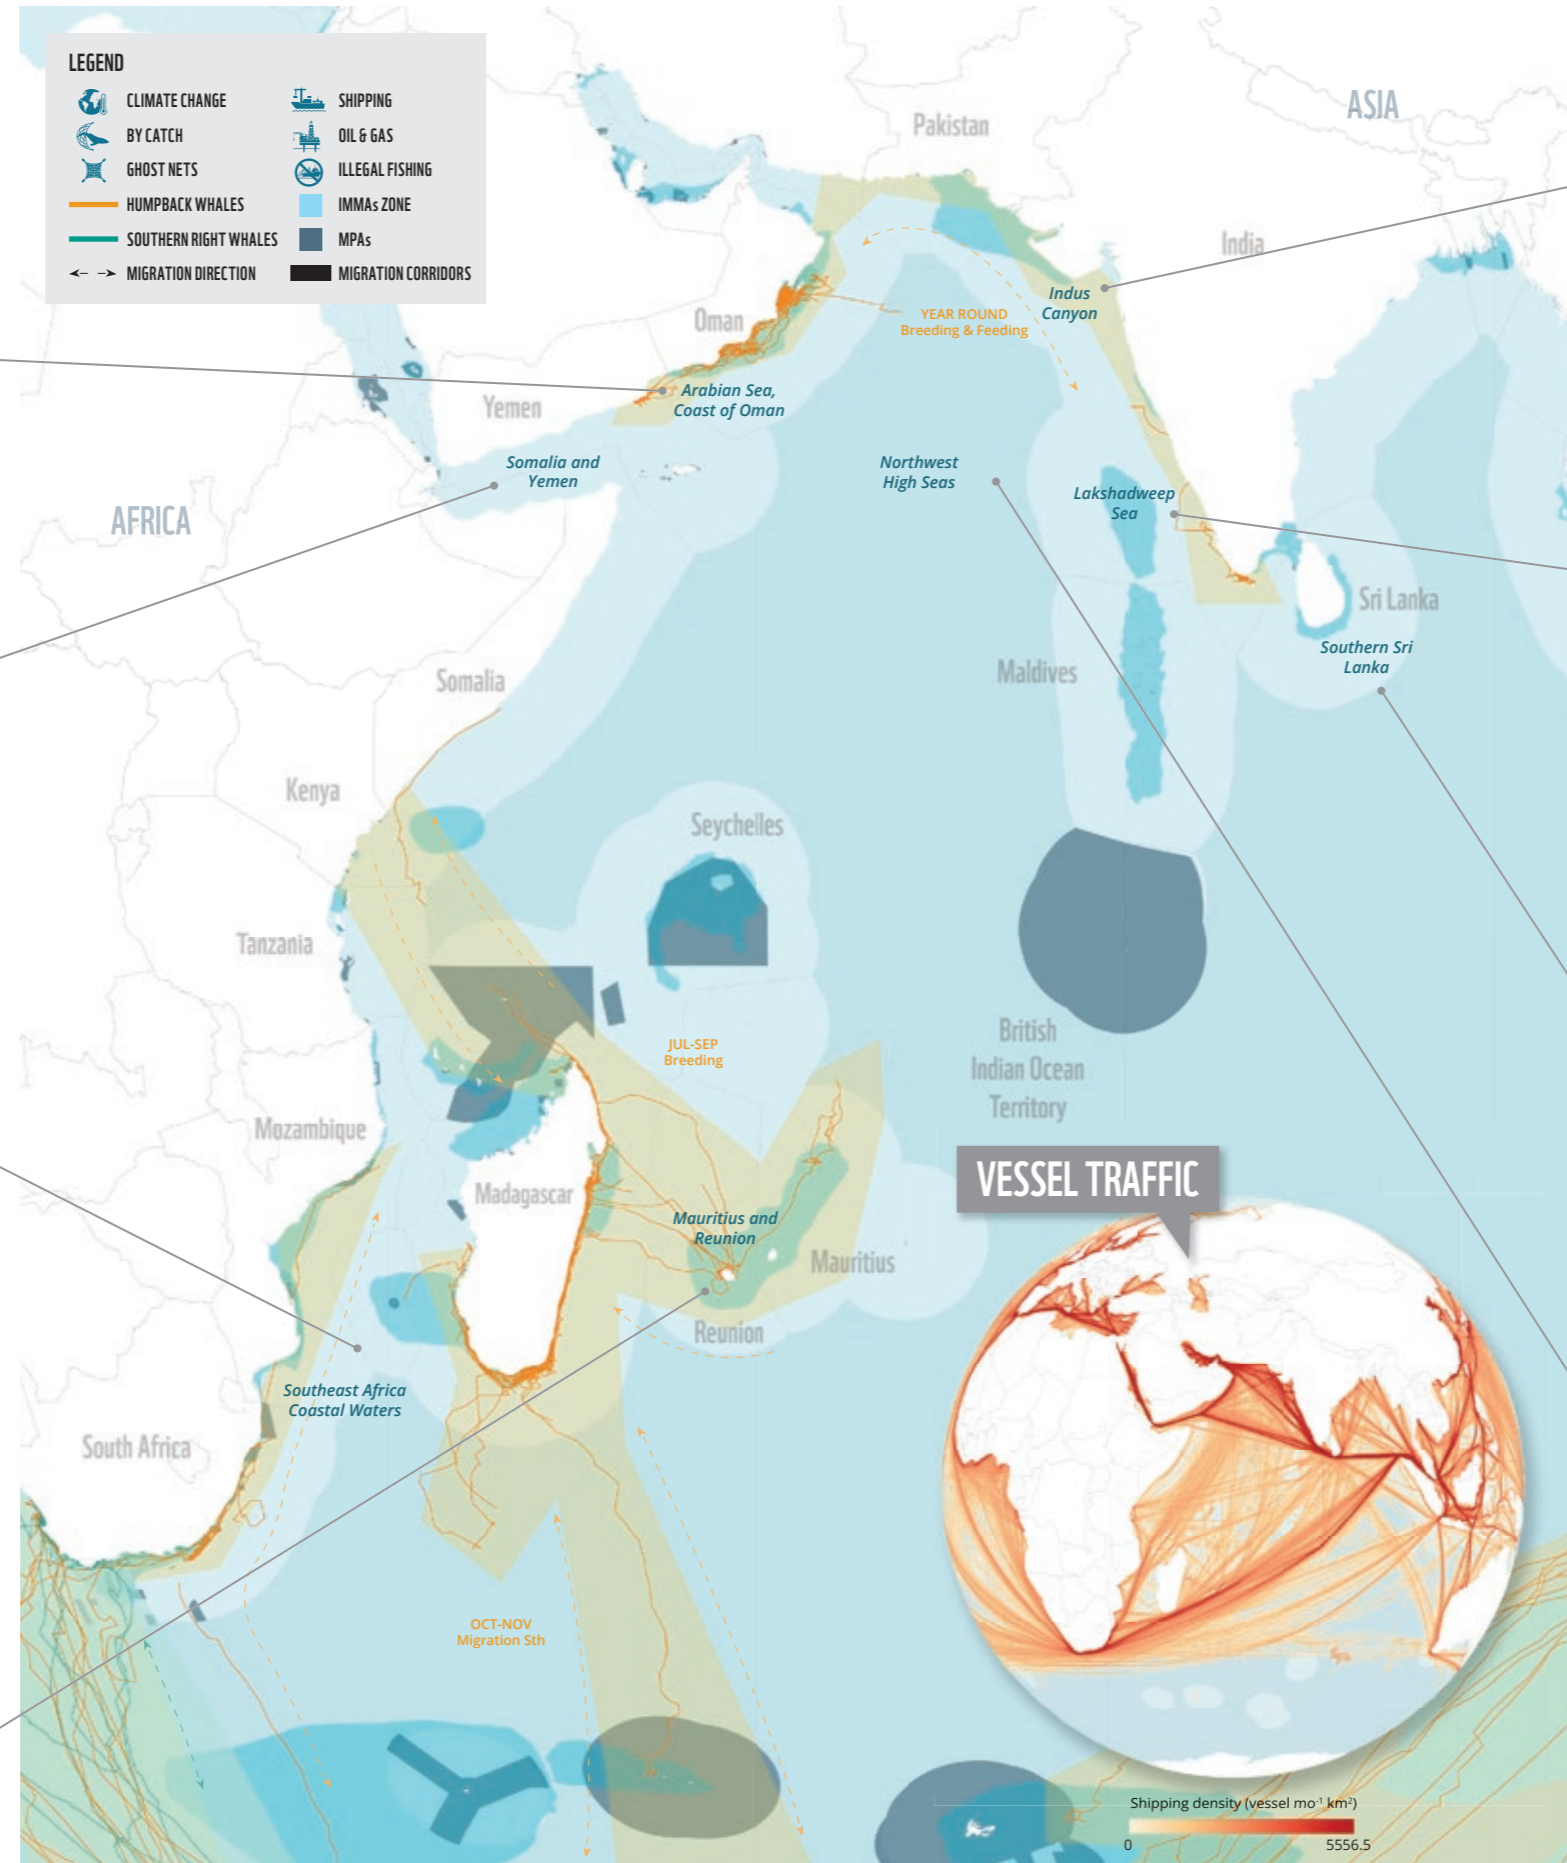 LEGEND
CLIMATE CHANGE
SHIPPING
BY CATCH
OIL & GAS
GHOST NETS
ILLEGAL FISHING
HUMPBACK WHALES
IMMAs ZONE
SOUTHERN RIGHT WHALES
MPAs
MIGRATION DIRECTION
MIGRATION CORRIDORS
ASIA
Pakistan
India
Indus
Canyon
Oman
YEAR ROUND
Breeding & Feeding
Arabian Sea,
Coast of Oman
Yemen
Somalia and
Yemen
Northwest
High Seas
Lakshadweep
Sea
AFRICA
Sri Lanka
Southern Sri
Lanka
Somalia
Maldives
Kenya
Seychelles
Tanzania
British
Indian Ocean
Territory
JUL-SEP
Breeding
Mozambique
Madagascar
Mauritius and
Reunion
Mauritius
Reunion
VESSEL TRAFFIC
Southeast Africa
Coastal Waters
South Africa
OCT-NOV
Migration Sth
Shipping density (vessel mo⁻¹ km²)
0
5556.5